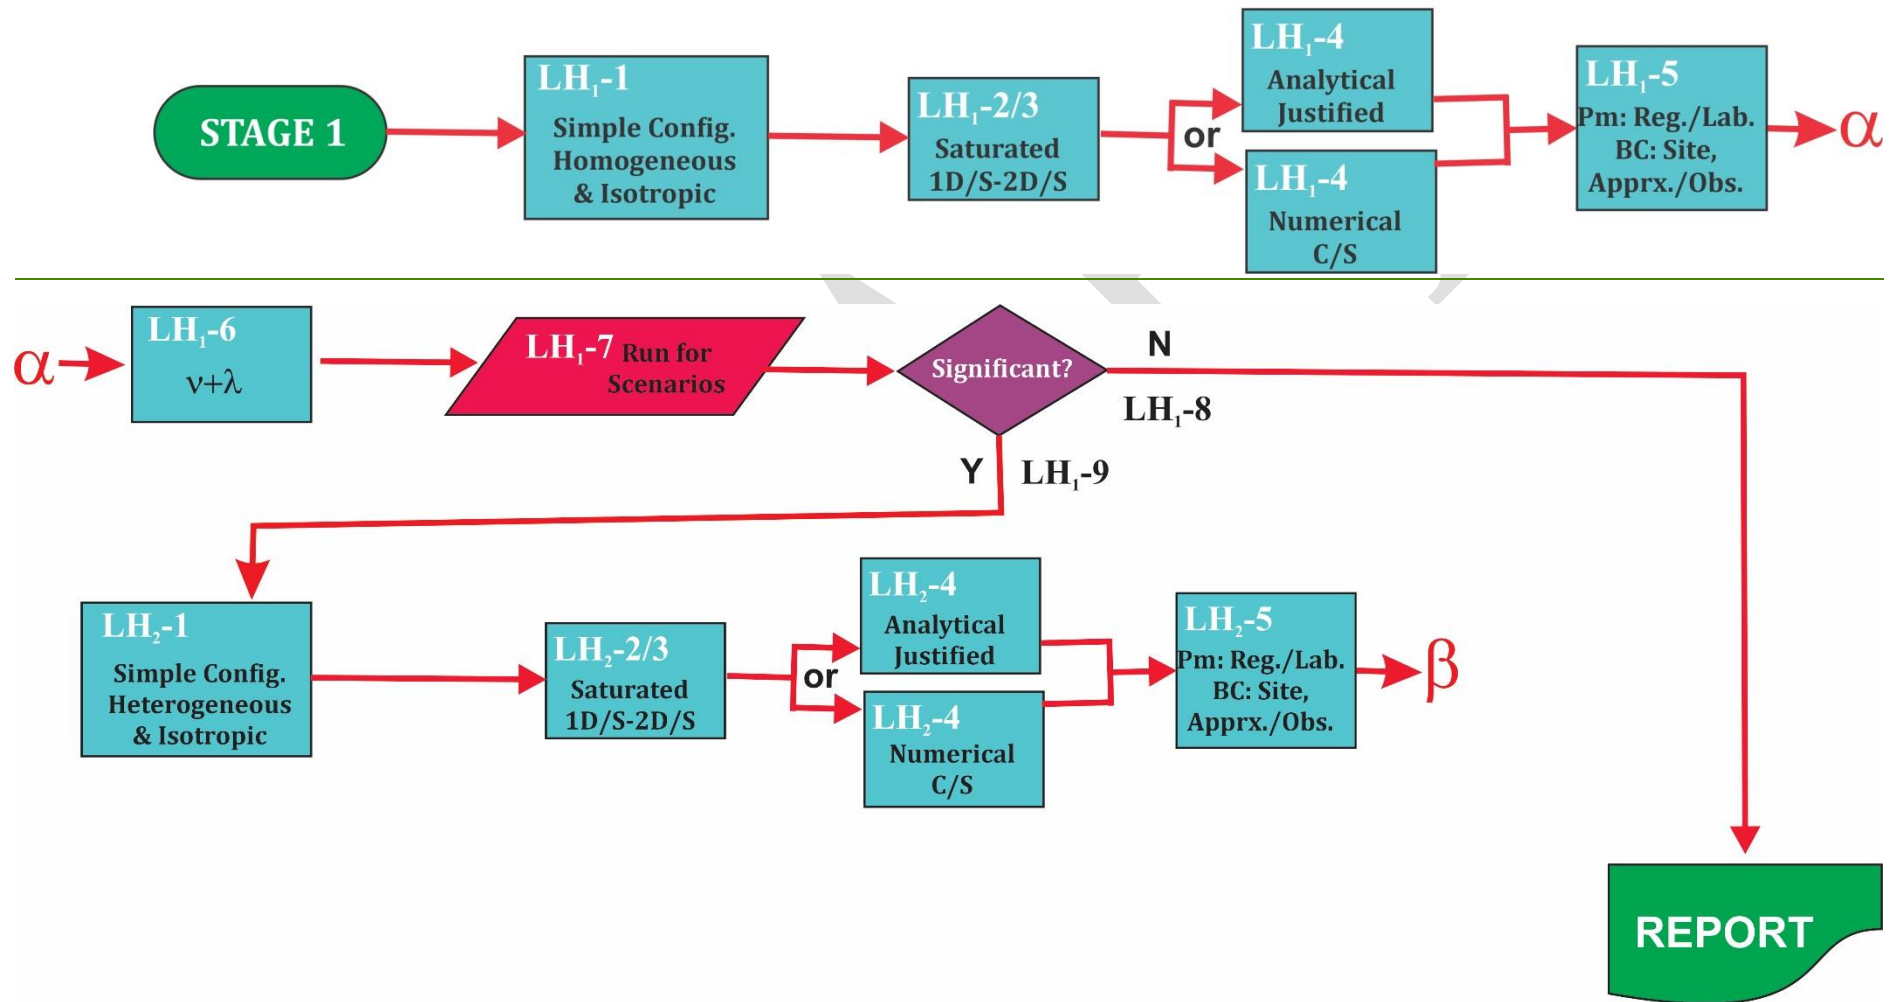 STAGE 1
LH₁-1
Simple Config.
Homogeneous
& Isotropic
LH₁-2/3
Saturated
1D/S-2D/S
or
LH₁-4
Analytical
Justified
LH₁-4
Numerical
C/S
LH₁-5
Pm: Reg./Lab.
BC: Site,
Apprx./Obs.
α
α
LH₁-6
ν+λ
LH₁-7 Run for
Scenarios
Significant?
N
LH₁-8
Y
LH₁-9
LH₂-1
Simple Config.
Heterogeneous
& Isotropic
LH₂-2/3
Saturated
1D/S-2D/S
or
LH₂-4
Analytical
Justified
LH₂-4
Numerical
C/S
LH₂-5
Pm: Reg./Lab.
BC: Site,
Apprx./Obs.
β
REPORT